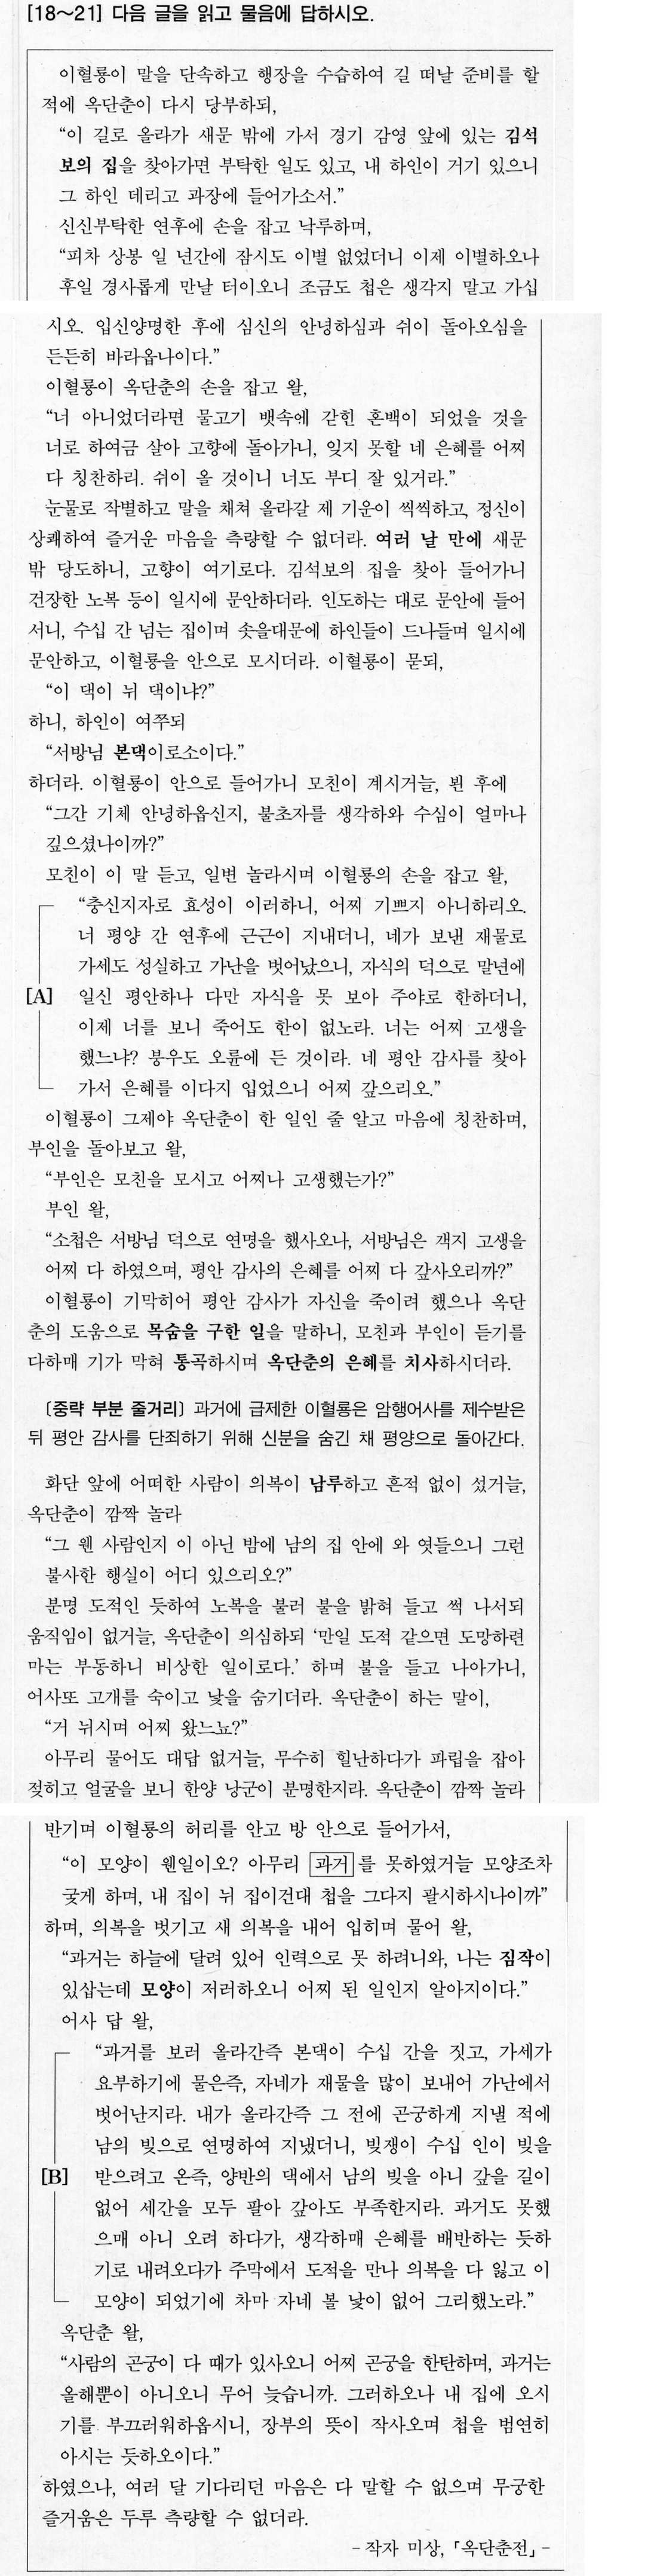 [18~21] 다음 글을 읽고 물음에 답하시오.
이혈룡이 말을 단속하고 행장을 수습하여 길 떠날 준비를 할
적에 옥단춘이 다시 당부하되,
“이 길로 올라가 새문 밖에 가서 경기 감영 앞에 있는 김석
보의 집을 찾아가면 부탁한 일도 있고, 내 하인이 거기 있으니
그 하인 데리고 과장에 들어가소서.”
신신부탁한 연후에 손을 잡고 낙루하며,
“피차 상봉 일 년간에 잠시도 이별 없었더니 이제 이별하오나
후일 경사롭게 만날 터이오니 조금도 첩은 생각지 말고 가십
시오. 입신양명한 후에 심신의 안녕하심과 쉬이 돌아오심을
든든히 바라옵나이다.”
이혈룡이 옥단춘의 손을 잡고 왈,
“너 아니었더라면 물고기 뱃속에 갇힌 혼백이 되었을 것을
너로 하여금 살아 고향에 돌아가니, 잊지 못할 네 은혜를 어찌
다 칭찬하리. 쉬이 올 것이니 너도 부디 잘 있거라.”
눈물로 작별하고 말을 채쳐 올라갈 제 기운이 씩씩하고, 정신이
상쾌하여 즐거운 마음을 측량할 수 없더라. 여러 날 만에 새문
밖 당도하니, 고향이 여기로다. 김석보의 집을 찾아 들어가니
건장한 노복 등이 일시에 문안하더라. 인도하는 대로 문안에 들어
서니, 수십 간 넘는 집이며 솟을대문에 하인들이 드나들며 일시에
문안하고, 이혈룡을 안으로 모시더라. 이혈룡이 묻되,
“이 댁이 뉘 댁이냐?”
하니, 하인이 여쭈되
“서방님 본댁이로소이다.”
하더라. 이혈룡이 안으로 들어가니 모친이 계시거늘, 뵌 후에
“그간 기체 안녕하옵신지, 불초자를 생각하와 수심이 얼마나
깊으셨나이까?”
모친이 이 말 듣고, 일변 놀라시며 이혈룡의 손을 잡고 왈,
“충신지자로 효성이 이러하니, 어찌 기쁘지 아니하리오.
너 평양 간 연후에 근근이 지내더니, 네가 보낸 재물로
가세도 성실하고 가난을 벗어났으니, 자식의 덕으로 말년에
[A] 일신 평안하나 다만 자식을 못 보아 주야로 한하더니,
이제 너를 보니 죽어도 한이 없노라. 너는 어찌 고생을
했느냐? 붕우도 오륜에 든 것이라. 네 평안 감사를 찾아
가서 은혜를 이다지 입었으니 어찌 갚으리오.”
이혈룡이 그제야 옥단춘이 한 일인 줄 알고 마음에 칭찬하며,
부인을 돌아보고 왈,
“부인은 모친을 모시고 어찌나 고생했는가?”
부인 왈,
“소첩은 서방님 덕으로 연명을 했사오나, 서방님은 객지 고생을
어찌 다 하였으며, 평안 감사의 은혜를 어찌 다 갚사오리까?”
이혈룡이 기막히어 평안 감사가 자신을 죽이려 했으나 옥단
춘의 도움으로 목숨을 구한 일을 말하니, 모친과 부인이 듣기를
다하매 기가 막혀 통곡하시며 옥단춘의 은혜를 치사하시더라.
[중략 부분 줄거리] 과거에 급제한 이혈룡은 암행어사를 제수받은
뒤 평안 감사를 단죄하기 위해 신분을 숨긴 채 평양으로 돌아간다.
화단 앞에 어떠한 사람이 의복이 남루하고 흔적 없이 섰거늘,
옥단춘이 깜짝 놀라
“그 웬 사람인지 이 아닌 밤에 남의 집 안에 와 엿들으니 그런
불사한 행실이 어디 있으리오?”
분명 도적인 듯하여 노복을 불러 불을 밝혀 들고 썩 나서되
움직임이 없거늘, 옥단춘이 의심하되 ‘만일 도적 같으면 도망하련
마는 부동하니 비상한 일이로다.’ 하며 불을 들고 나아가니,
어사또 고개를 숙이고 낯을 숨기더라. 옥단춘이 하는 말이,
“거 뉘시며 어찌 왔느뇨?”
아무리 물어도 대답 없거늘, 무수히 힐난하다가 파립을 잡아
젖히고 얼굴을 보니 한양 낭군이 분명한지라. 옥단춘이 깜짝 놀라
반기며 이혈룡의 허리를 안고 방 안으로 들어가서,
“이 모양이 웬일이오? 아무리 과거를 못하였거늘 모양조차
궂게 하며, 내 집이 뉘 집이건대 첩을 그다지 괄시하시나이까”
하며, 의복을 벗기고 새 의복을 내어 입히며 물어 왈,
“과거는 하늘에 달려 있어 인력으로 못 하려니와, 나는 짐작이
있삽는데 모양이 저러하오니 어찌 된 일인지 알아지이다.”
어사 답 왈,
“과거를 보러 올라간즉 본댁이 수십 간을 짓고, 가세가
요부하기에 물은즉, 자네가 재물을 많이 보내어 가난에서
벗어난지라. 내가 올라간즉 그 전에 곤궁하게 지낼 적에
남의 빚으로 연명하여 지냈더니, 빚쟁이 수십 인이 빚을
[B] 받으려고 온즉, 양반의 댁에서 남의 빚을 아니 갚을 길이
없어 세간을 모두 팔아 갚아도 부족한지라. 과거도 못했
으매 아니 오려 하다가, 생각하매 은혜를 배반하는 듯하
기로 내려오다가 주막에서 도적을 만나 의복을 다 잃고 이
모양이 되었기에 차마 자네 볼 낯이 없어 그리했노라.”
옥단춘 왈,
“사람의 곤궁이 다 때가 있사오니 어찌 곤궁을 한탄하며, 과거는
올해뿐이 아니오니 무어 늦습니까. 그러하오나 내 집에 오시
기를 부끄러워하옵시니, 장부의 뜻이 작사오며 첩을 범연히
아시는 듯하오이다.”
하였으나, 여러 달 기다리던 마음은 다 말할 수 없으며 무궁한
즐거움은 두루 측량할 수 없더라.
- 작자 미상, 「옥단춘전」 -